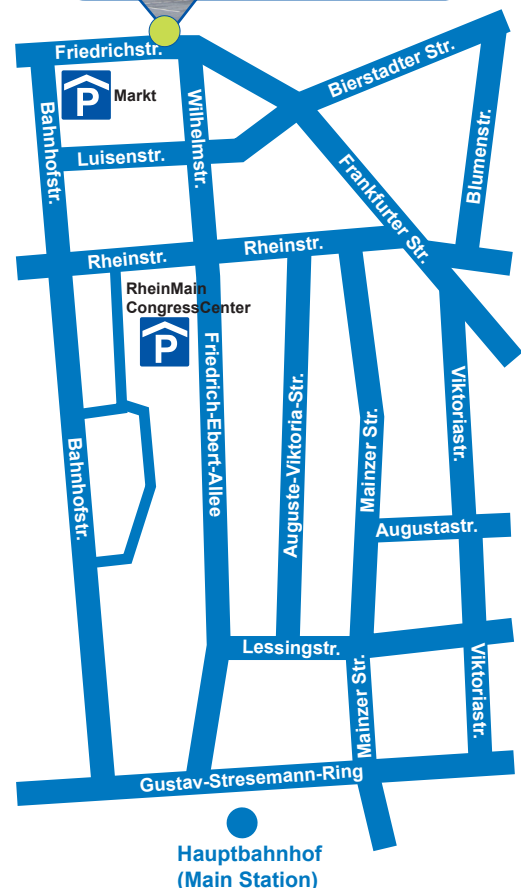 Friedrichstr.
Bierstadter Str.
P Markt
Bahnhofstr.
Wilhelmstr.
Blumenstr.
Luisenstr.
Frankfurter Str.
Rheinstr.
Rheinstr.
RheinMain
CongressCenter
P
Friedrich-Ebert-Allee
Auguste-Viktoria-Str.
Mainzer Str.
Viktoriastr.
Bahnhofstr.
Augustastr.
Lessingstr.
Mainzer Str.
Viktoriastr.
Gustav-Stresemann-Ring
Hauptbahnhof
(Main Station)